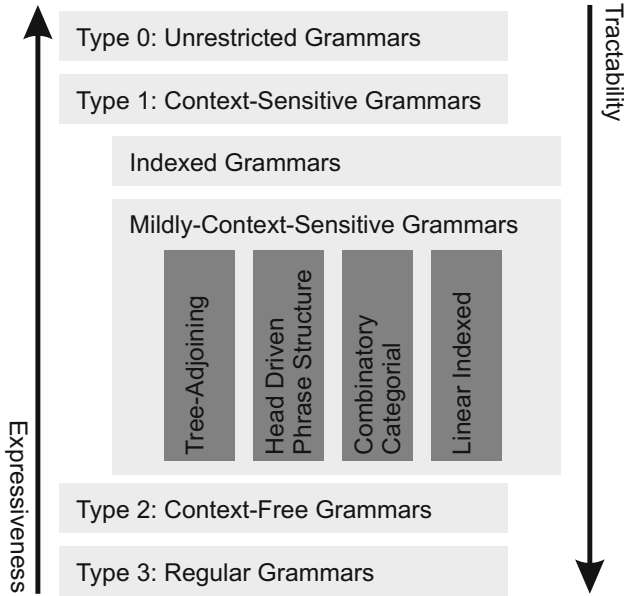 Type 0: Unrestricted Grammars
Type 1: Context-Sensitive Grammars
Indexed Grammars
Mildly-Context-Sensitive Grammars
Tree-Adjoining
Head Driven
Phrase Structure
Combinatory
Categorial
Linear Indexed
Type 2: Context-Free Grammars
Type 3: Regular Grammars
Expressiveness
Tractability